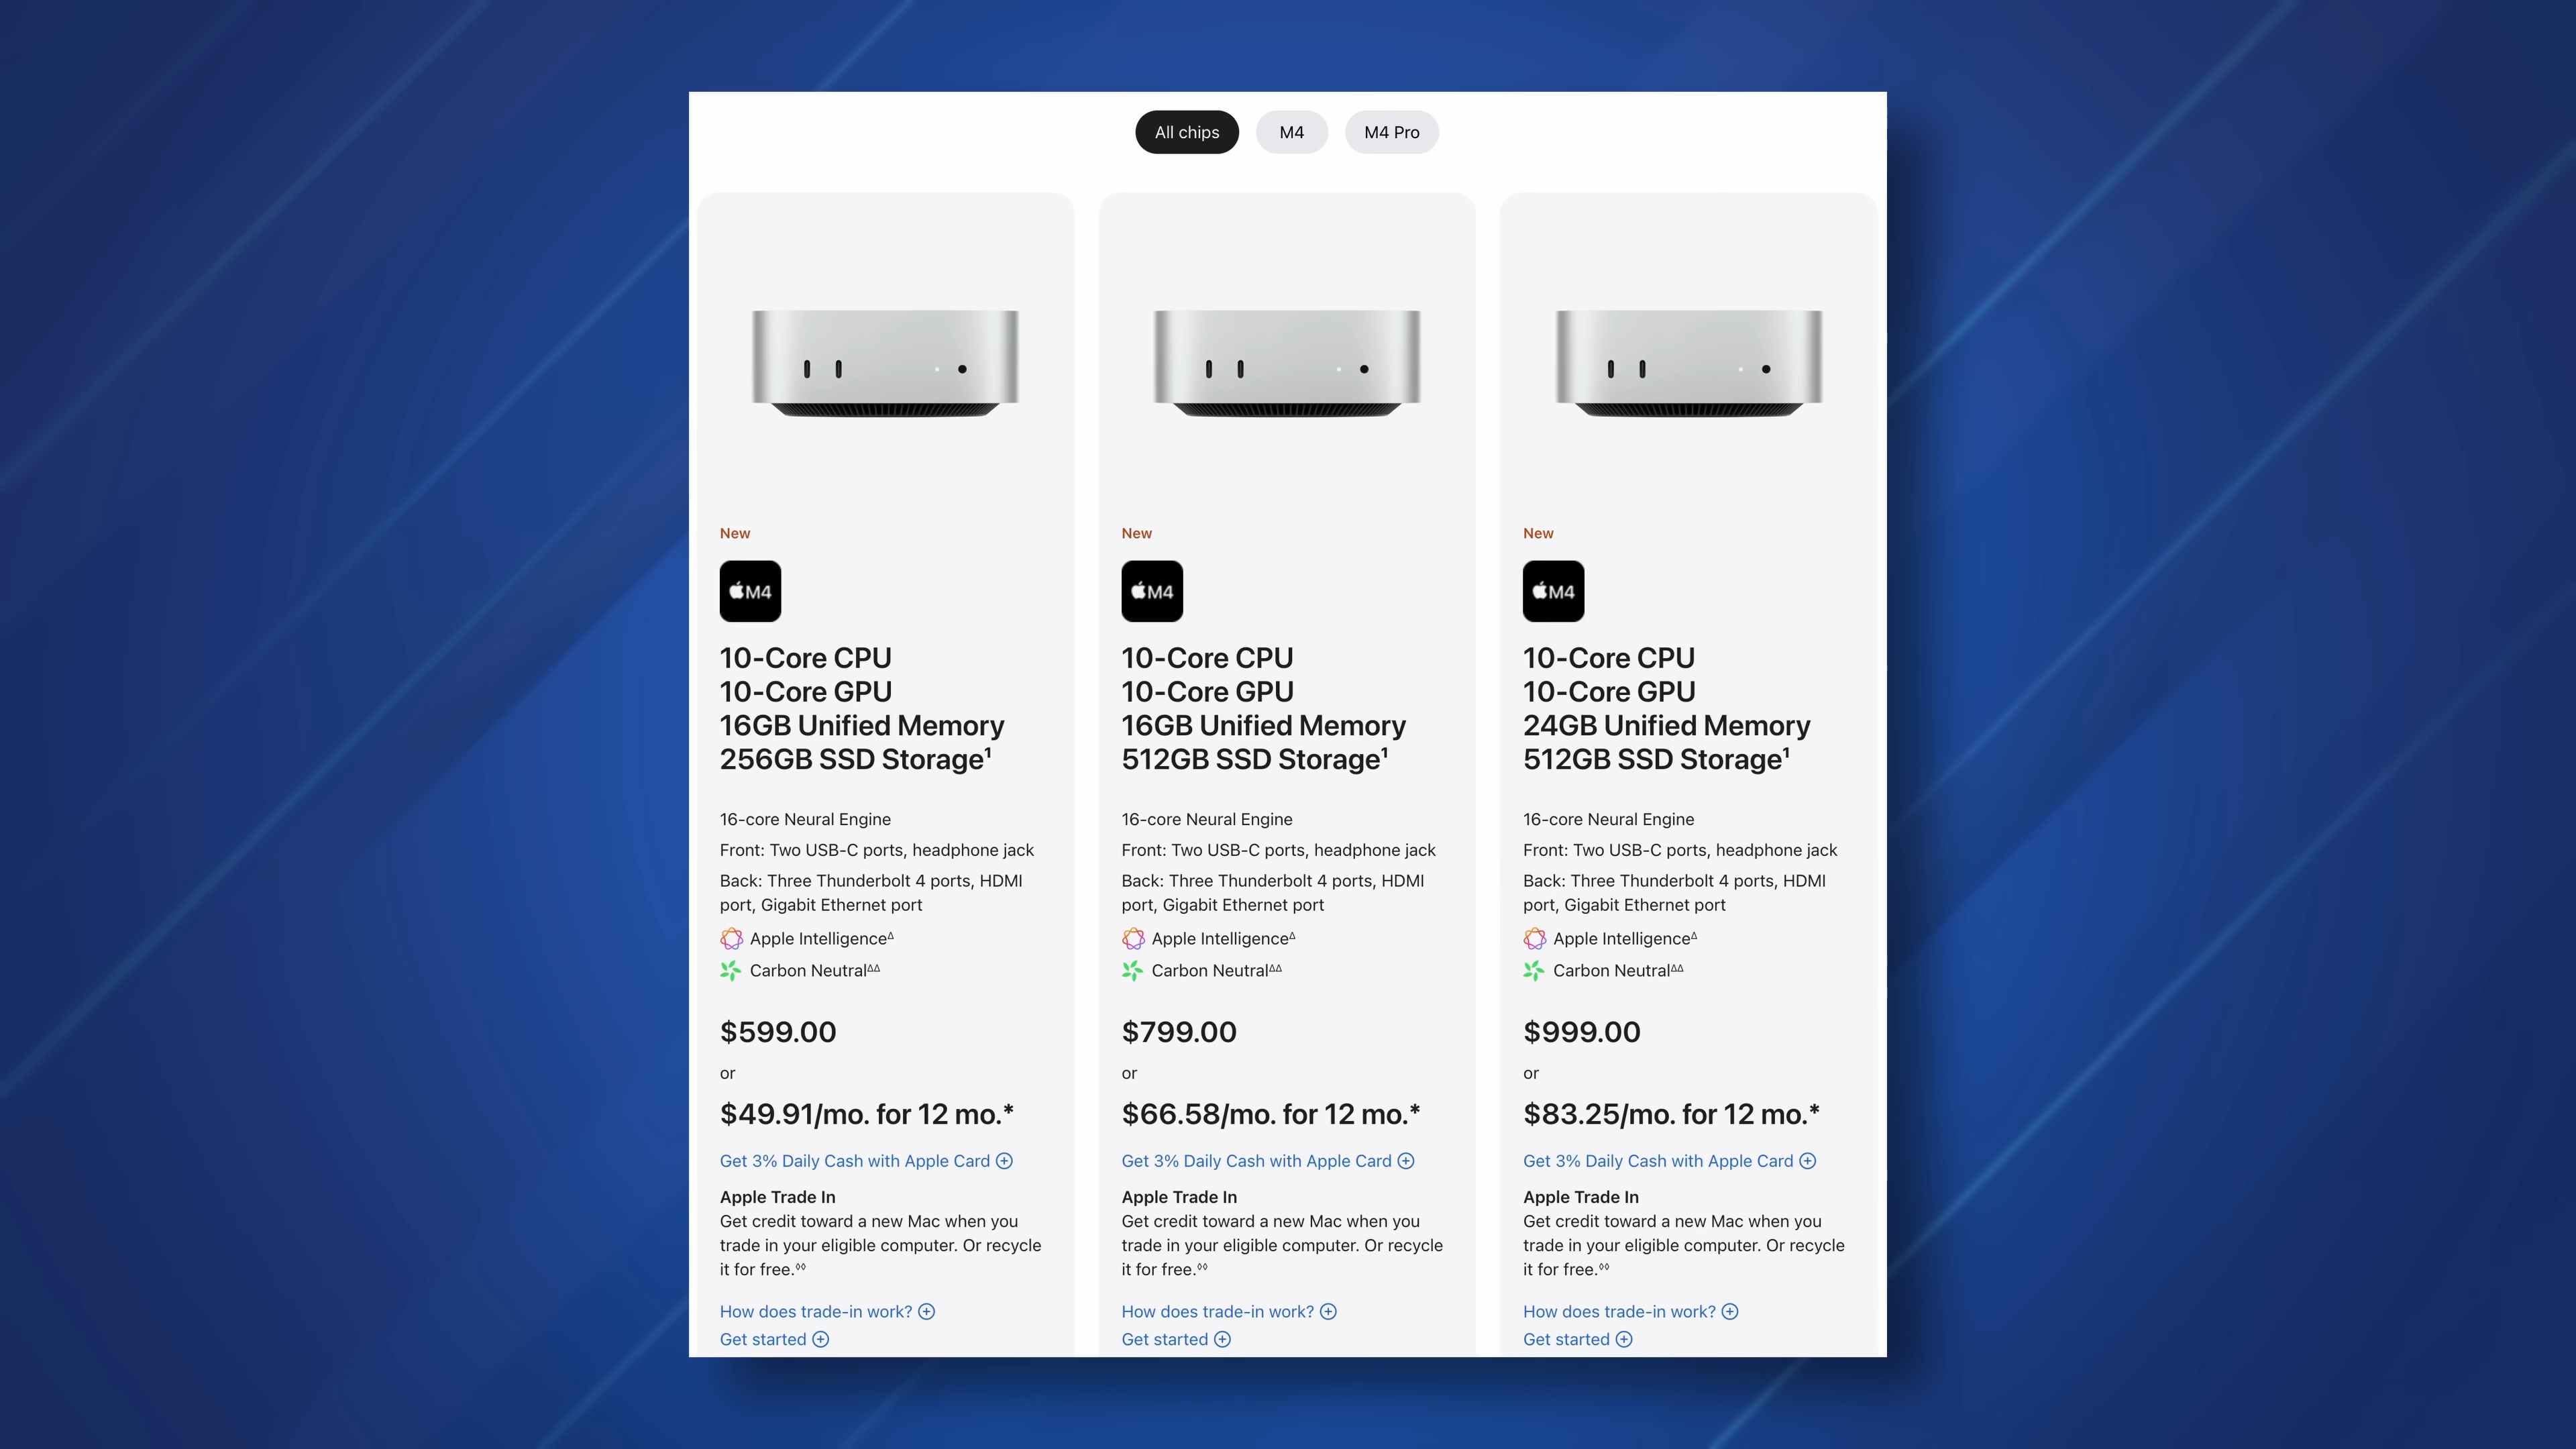 All chips
M4
M4 Pro
New
M4
10-Core CPU
10-Core GPU
16GB Unified Memory
256GB SSD Storage¹
16-core Neural Engine
Front: Two USB-C ports, headphone jack
Back: Three Thunderbolt 4 ports, HDMI
port, Gigabit Ethernet port
Apple Intelligence∆
Carbon Neutral∆∆
$599.00
or
$49.91/mo. for 12 mo.*
Get 3% Daily Cash with Apple Card
Apple Trade In
Get credit toward a new Mac when you
trade in your eligible computer. Or recycle
it for free.◊◊
How does trade-in work?
Get started
New
M4
10-Core CPU
10-Core GPU
16GB Unified Memory
512GB SSD Storage¹
16-core Neural Engine
Front: Two USB-C ports, headphone jack
Back: Three Thunderbolt 4 ports, HDMI
port, Gigabit Ethernet port
Apple Intelligence∆
Carbon Neutral∆∆
$799.00
or
$66.58/mo. for 12 mo.*
Get 3% Daily Cash with Apple Card
Apple Trade In
Get credit toward a new Mac when you
trade in your eligible computer. Or recycle
it for free.◊◊
How does trade-in work?
Get started
New
M4
10-Core CPU
10-Core GPU
24GB Unified Memory
512GB SSD Storage¹
16-core Neural Engine
Front: Two USB-C ports, headphone jack
Back: Three Thunderbolt 4 ports, HDMI
port, Gigabit Ethernet port
Apple Intelligence∆
Carbon Neutral∆∆
$999.00
or
$83.25/mo. for 12 mo.*
Get 3% Daily Cash with Apple Card
Apple Trade In
Get credit toward a new Mac when you
trade in your eligible computer. Or recycle
it for free.◊◊
How does trade-in work?
Get started